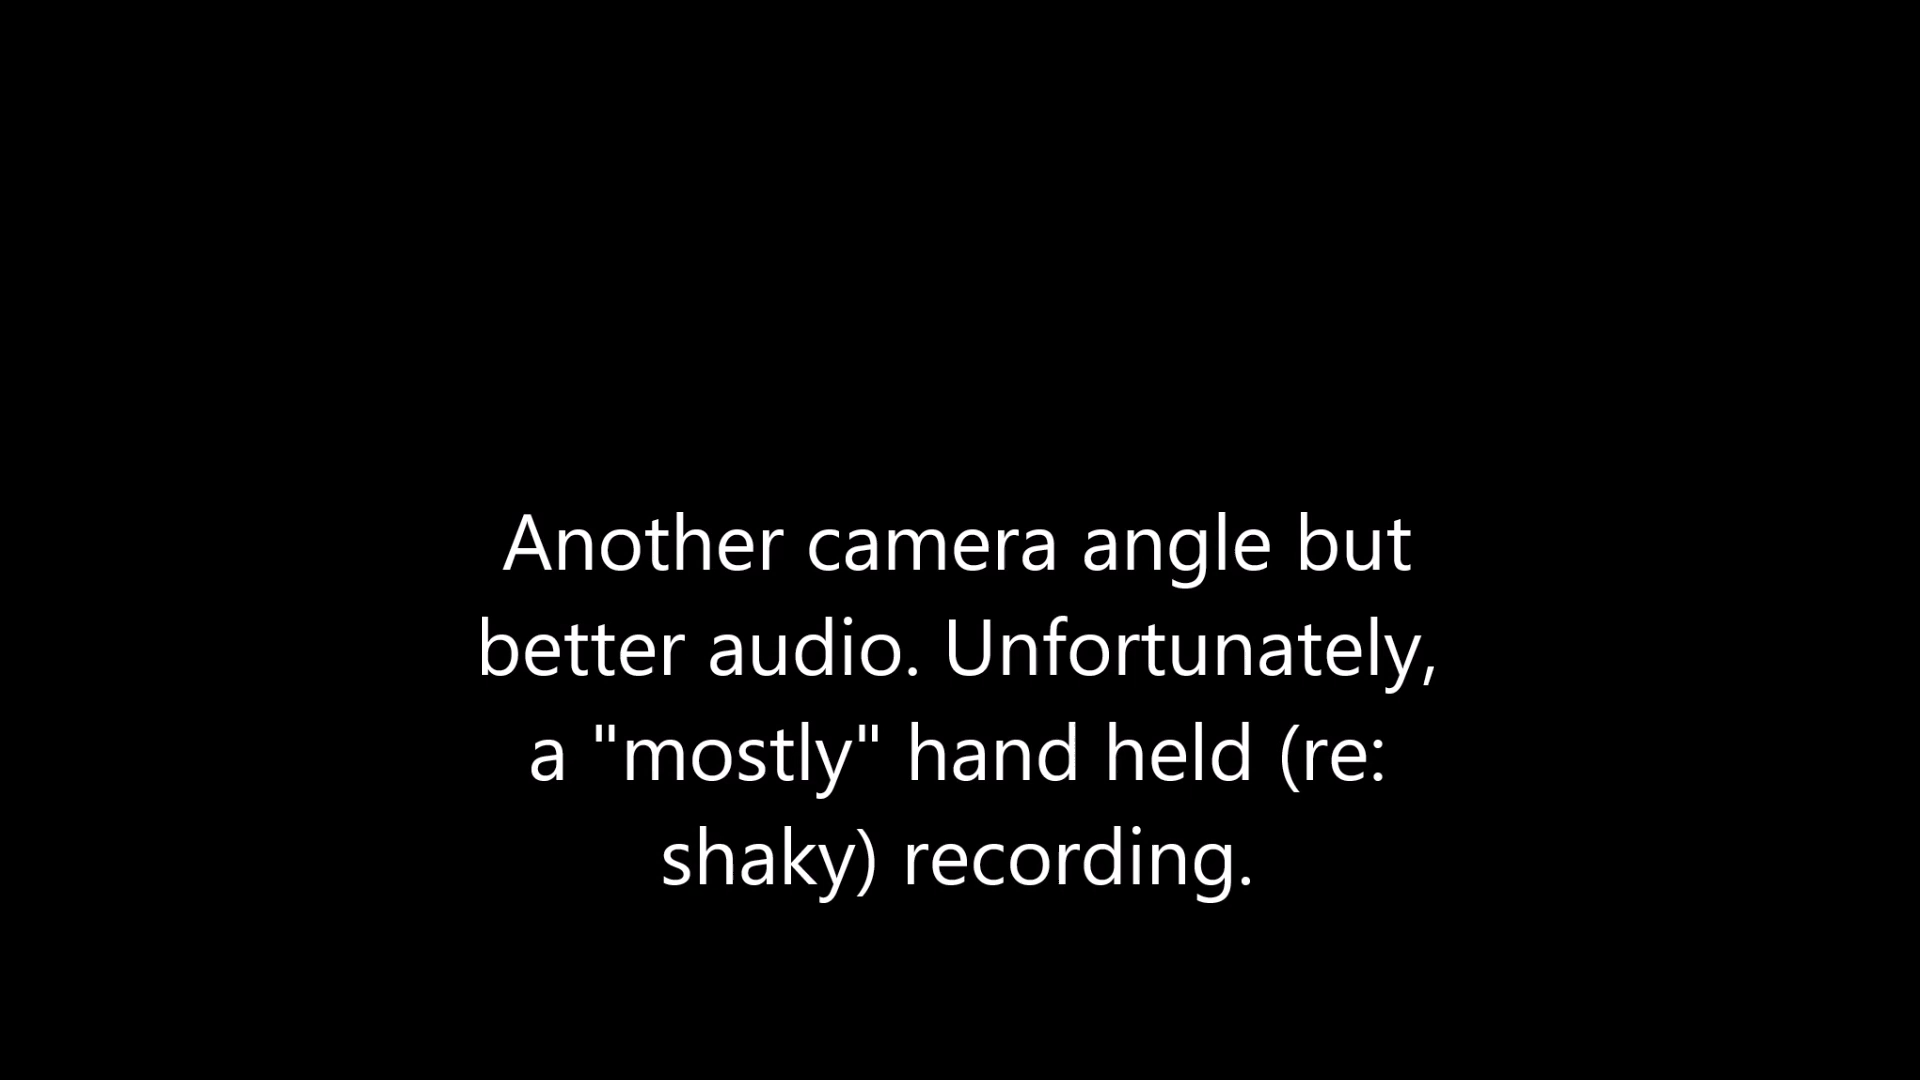 Another camera angle but
better audio. Unfortunately,
a "mostly" hand held (re:
shaky) recording.